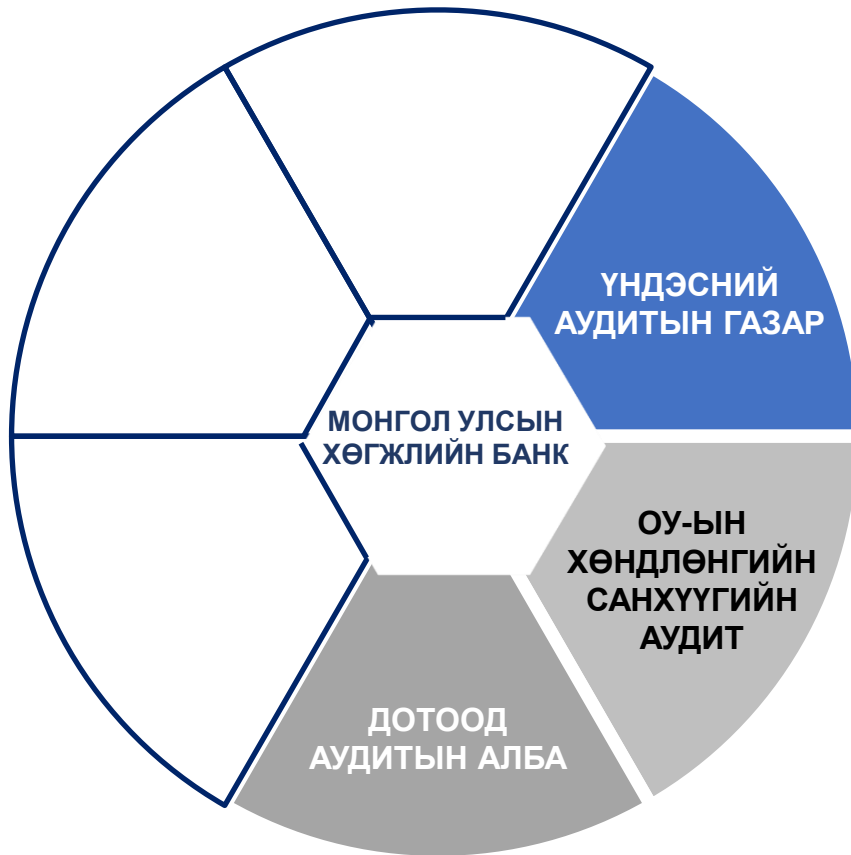 ҮНДЭСНИЙ
АУДИТЫН ГАЗАР
МОНГОЛ УЛСЫН
ХӨГЖЛИЙН БАНК
ОУ-ЫН
ХӨНДЛӨНГИЙН
САНХҮҮГИЙН
АУДИТ
ДОТООД
АУДИТЫН АЛБА